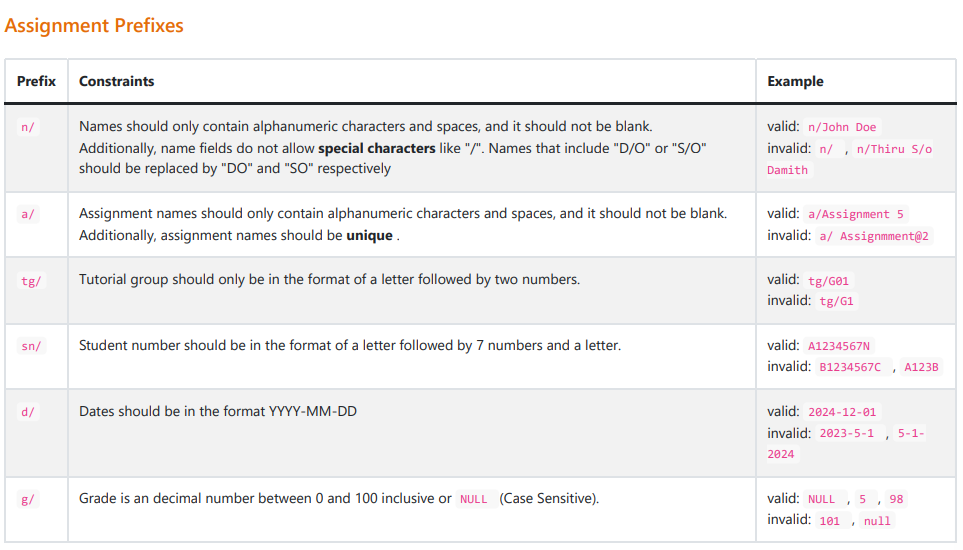 Assignment Prefixes
Prefix Constraints Example
n/ Names should only contain alphanumeric characters and spaces, and it should not be blank. valid: n/John Doe
Additionally, name fields do not allow special characters like "/". Names that include "D/O" or "S/O" invalid: n/ , n/Thiru S/o
should be replaced by "DO" and "SO" respectively Damith
a/ Assignment names should only contain alphanumeric characters and spaces, and it should not be blank. valid: a/Assignment 5
Additionally, assignment names should be unique . invalid: a/ Assignmment@2
tg/ Tutorial group should only be in the format of a letter followed by two numbers. valid: tg/G01
invalid: tg/G1
sn/ Student number should be in the format of a letter followed by 7 numbers and a letter. valid: A1234567N
invalid: B1234567C , A123B
d/ Dates should be in the format YYYY-MM-DD valid: 2024-12-01
invalid: 2023-5-1 , 5-1-
2024
g/ Grade is an decimal number between 0 and 100 inclusive or NULL (Case Sensitive). valid: NULL , 5 , 98
invalid: 101 , null